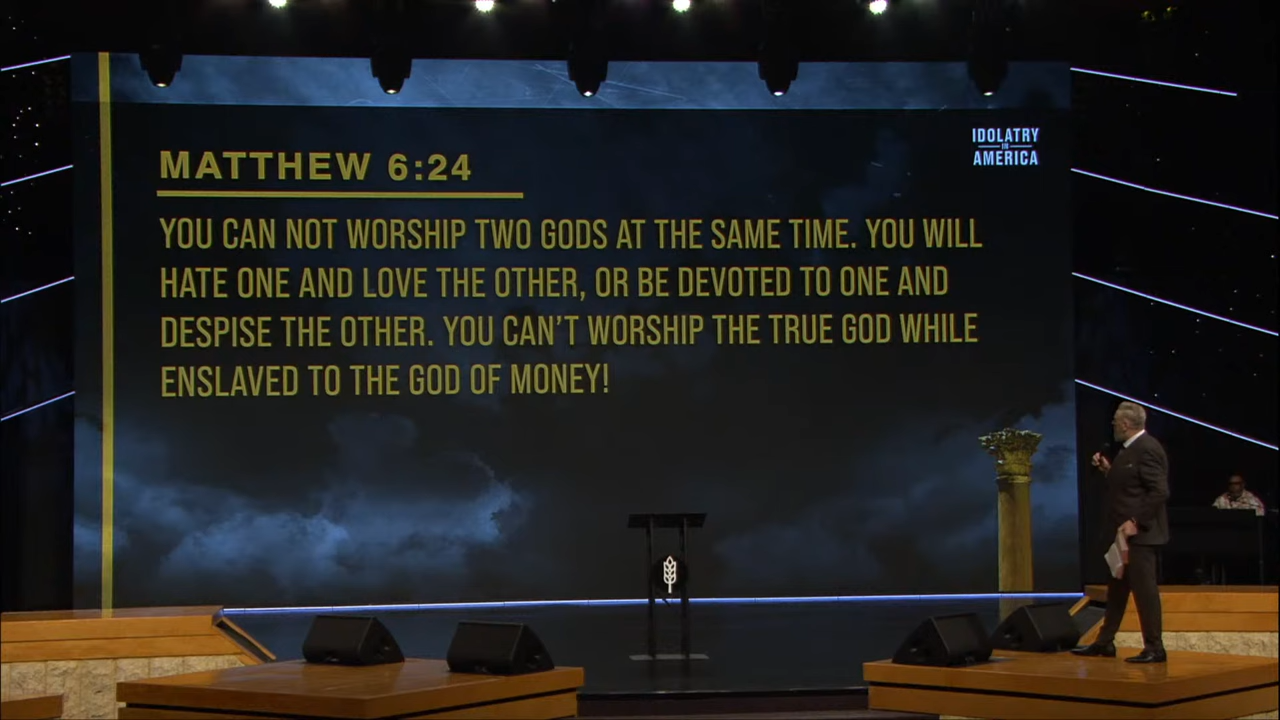 IDOLATRY
IN
AMERICA
MATTHEW 6:24
YOU CAN NOT WORSHIP TWO GODS AT THE SAME TIME. YOU WILL
HATE ONE AND LOVE THE OTHER, OR BE DEVOTED TO ONE AND
DESPISE THE OTHER. YOU CAN'T WORSHIP THE TRUE GOD WHILE
ENSLAVED TO THE GOD OF MONEY!